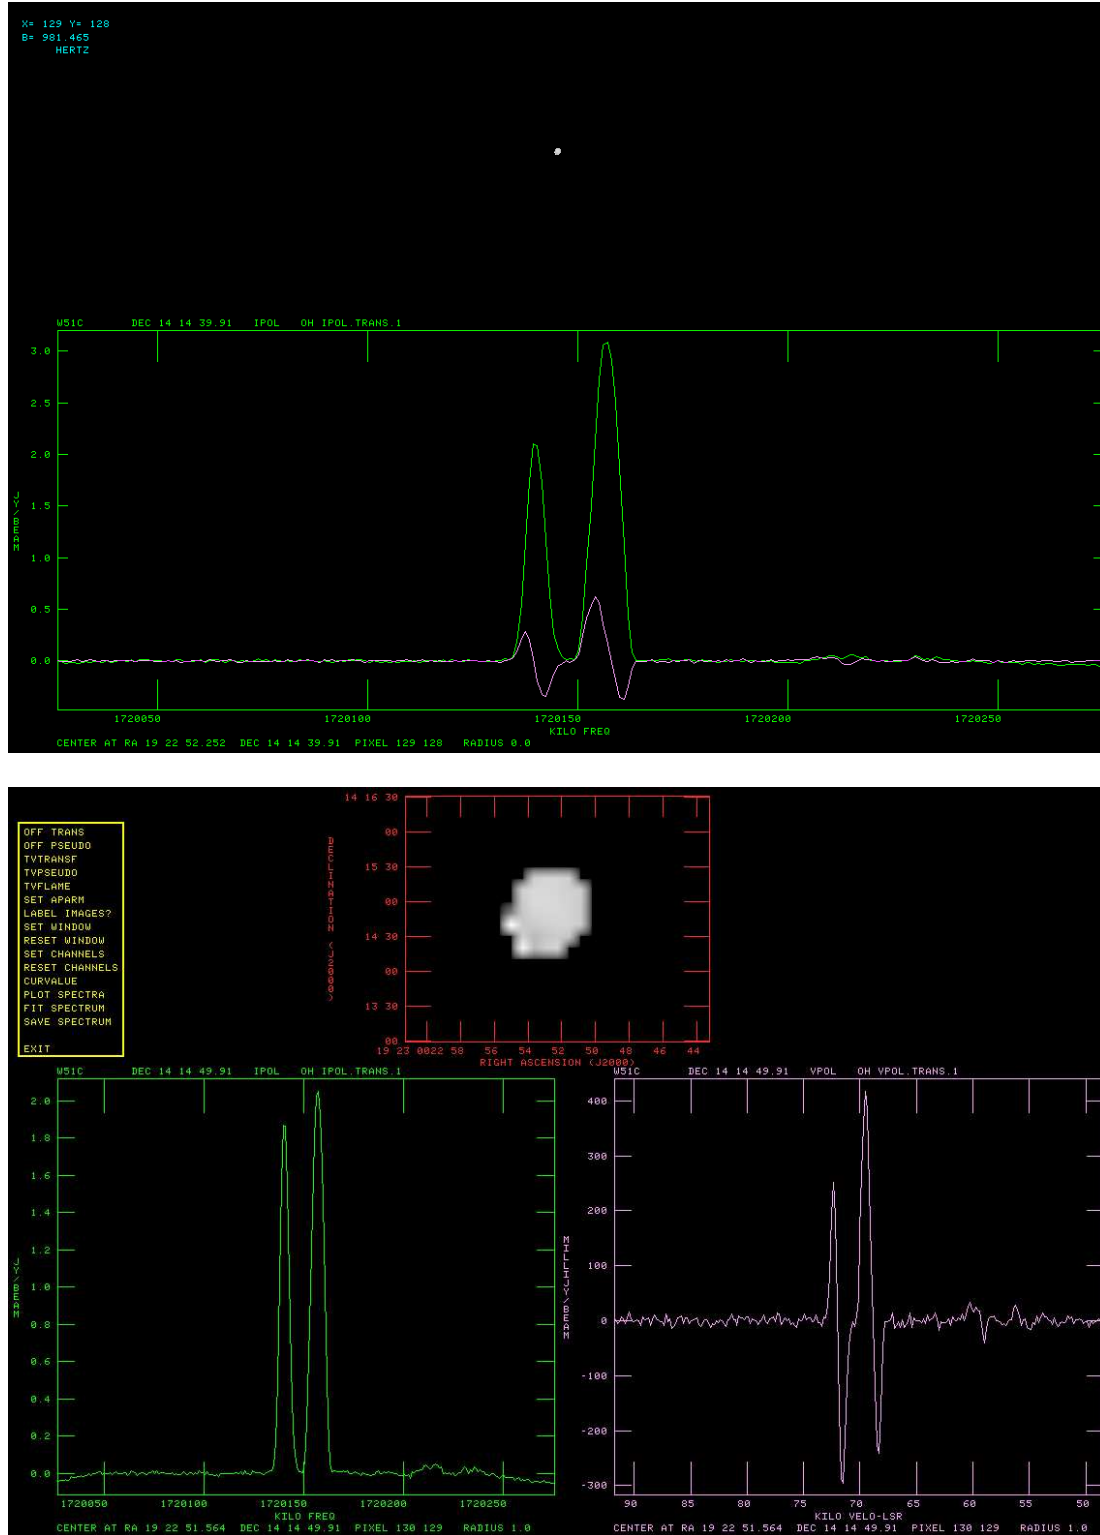 X= 129 Y= 128
B= 981.465
HERTZ
W51C DEC 14 14 39.91 IPOL OH IPOL.TRANS.1
3.0
2.5
2.0
1.5
1.0
0.5
0.0
JY/BEAM
1720050 1720100 1720150 1720200 1720250
KILO FREQ
CENTER AT RA 19 22 52.252 DEC 14 14 39.91 PIXEL 129 128 RADIUS 0.0
OFF TRANS
OFF PSEUDO
TVTRANSF
TVPSEUDO
TVFLAME
SET APARM
LABEL IMAGES?
SET WINDOW
RESET WINDOW
SET CHANNELS
RESET CHANNELS
CURVALUE
PLOT SPECTRA
FIT SPECTRUM
SAVE SPECTRUM
EXIT
14 16 30
00
15 30
00
14 30
00
13 30
00
DECLINATION (J2000)
19 23 0022 58 56 54 52 50 48 46 44
RIGHT ASCENSION (J2000)
W51C DEC 14 14 49.91 IPOL OH IPOL.TRANS.1
2.0
1.8
1.6
1.4
1.2
1.0
0.8
0.6
0.4
0.2
0.0
JY/BEAM
1720050 1720100 1720150 1720200 1720250
KILO FREQ
CENTER AT RA 19 22 51.564 DEC 14 14 49.91 PIXEL 130 129 RADIUS 1.0
W51C DEC 14 14 49.91 VPOL OH VPOL.TRANS.1
400
300
200
100
0
-100
-200
-300
MILLIJY/BEAM
90 85 80 75 70 65 60 55 50
KILO VELO-LSR
CENTER AT RA 19 22 51.564 DEC 14 14 49.91 PIXEL 130 129 RADIUS 1.0